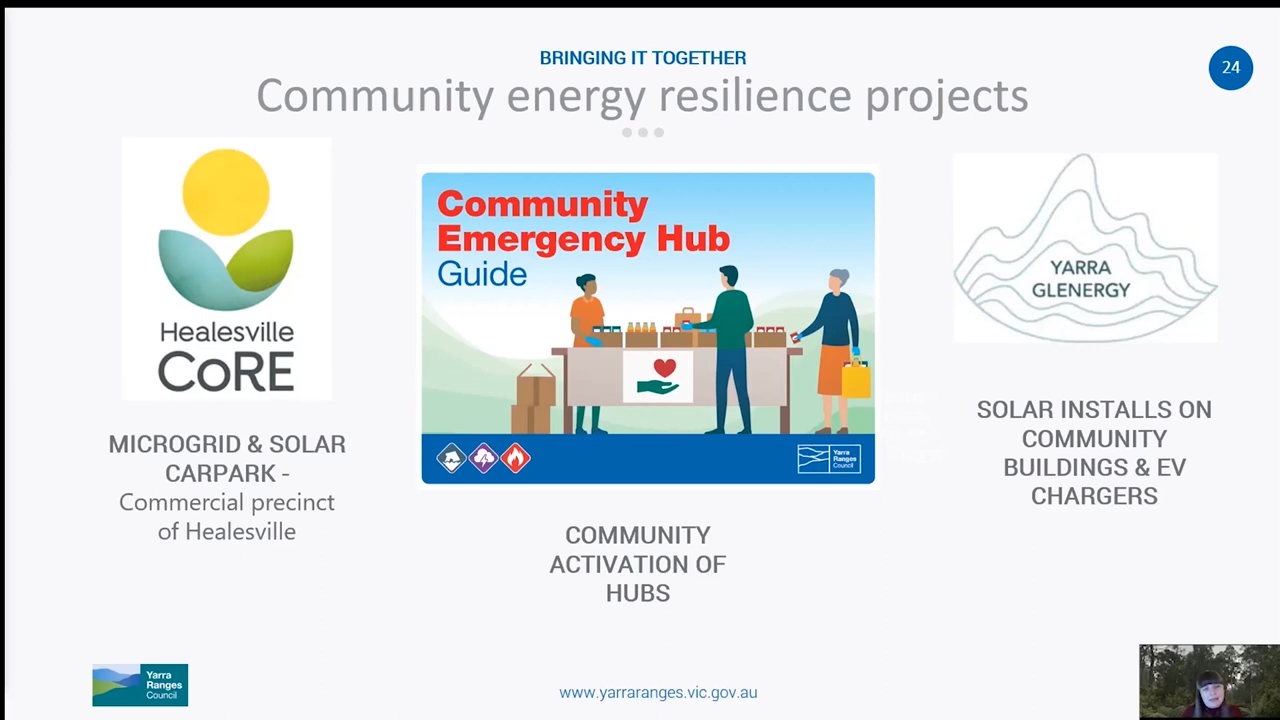 BRINGING IT TOGETHER
24
Community energy resilience projects
Healesville
CoRE
MICROGRID & SOLAR
CARPARK -
Commercial precinct
of Healesville
Community
Emergency Hub
Guide
Yarra
Ranges
Council
COMMUNITY
ACTIVATION OF
HUBS
YARRA
GLENERGY
SOLAR INSTALLS ON
COMMUNITY
BUILDINGS & EV
CHARGERS
Yarra
Ranges
Council
www.yarraranges.vic.gov.au